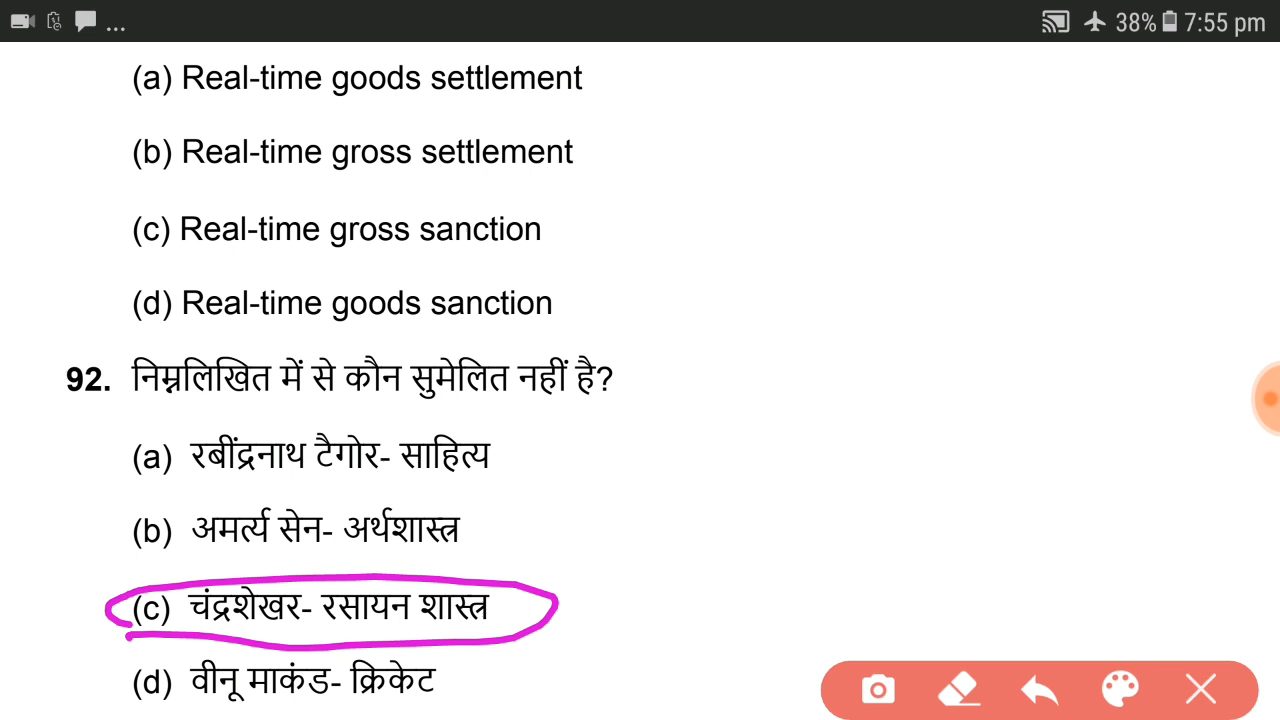 ... 38% 7:55 pm
(a) Real-time goods settlement
(b) Real-time gross settlement
(c) Real-time gross sanction
(d) Real-time goods sanction
92. निम्नलिखित में से कौन सुमेलित नहीं है?
(a) रबींद्रनाथ टैगोर- साहित्य
(b) अमर्त्य सेन- अर्थशास्त्र
(c) चंद्रशेखर- रसायन शास्त्र
(d) वीनू माकंड- क्रिकेट